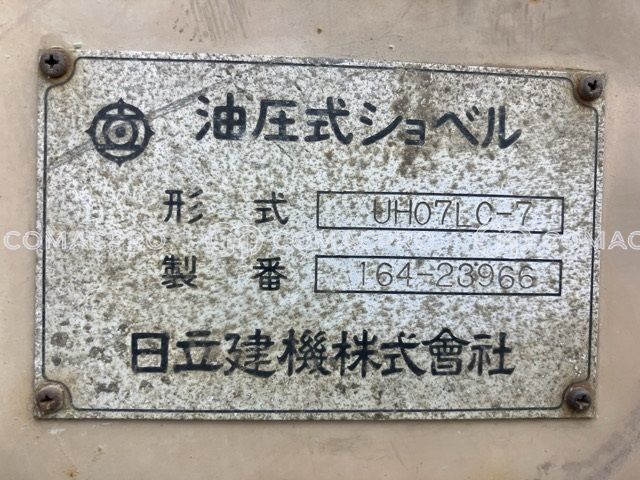 油圧式ショベル
形式 UH07LC-7
製番 164-23966
日立建機株式會社